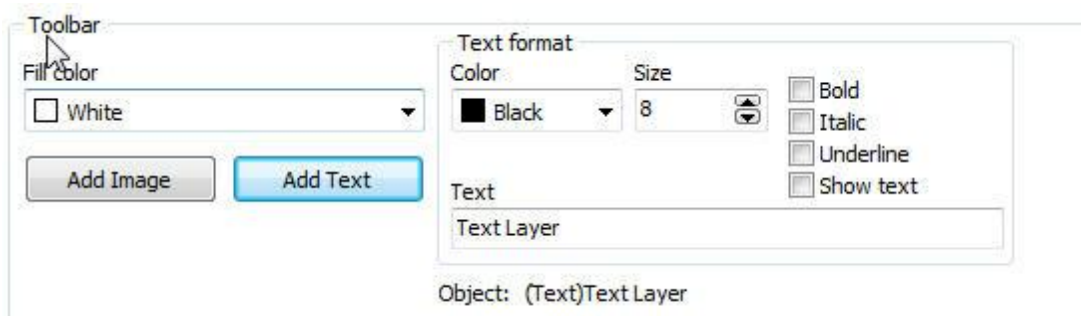 Toolbar
Fill color
White
Add Image
Add Text
Text format
Color
Size
Black
8
Bold
Italic
Underline
Show text
Text
Text Layer
Object: (Text)Text Layer